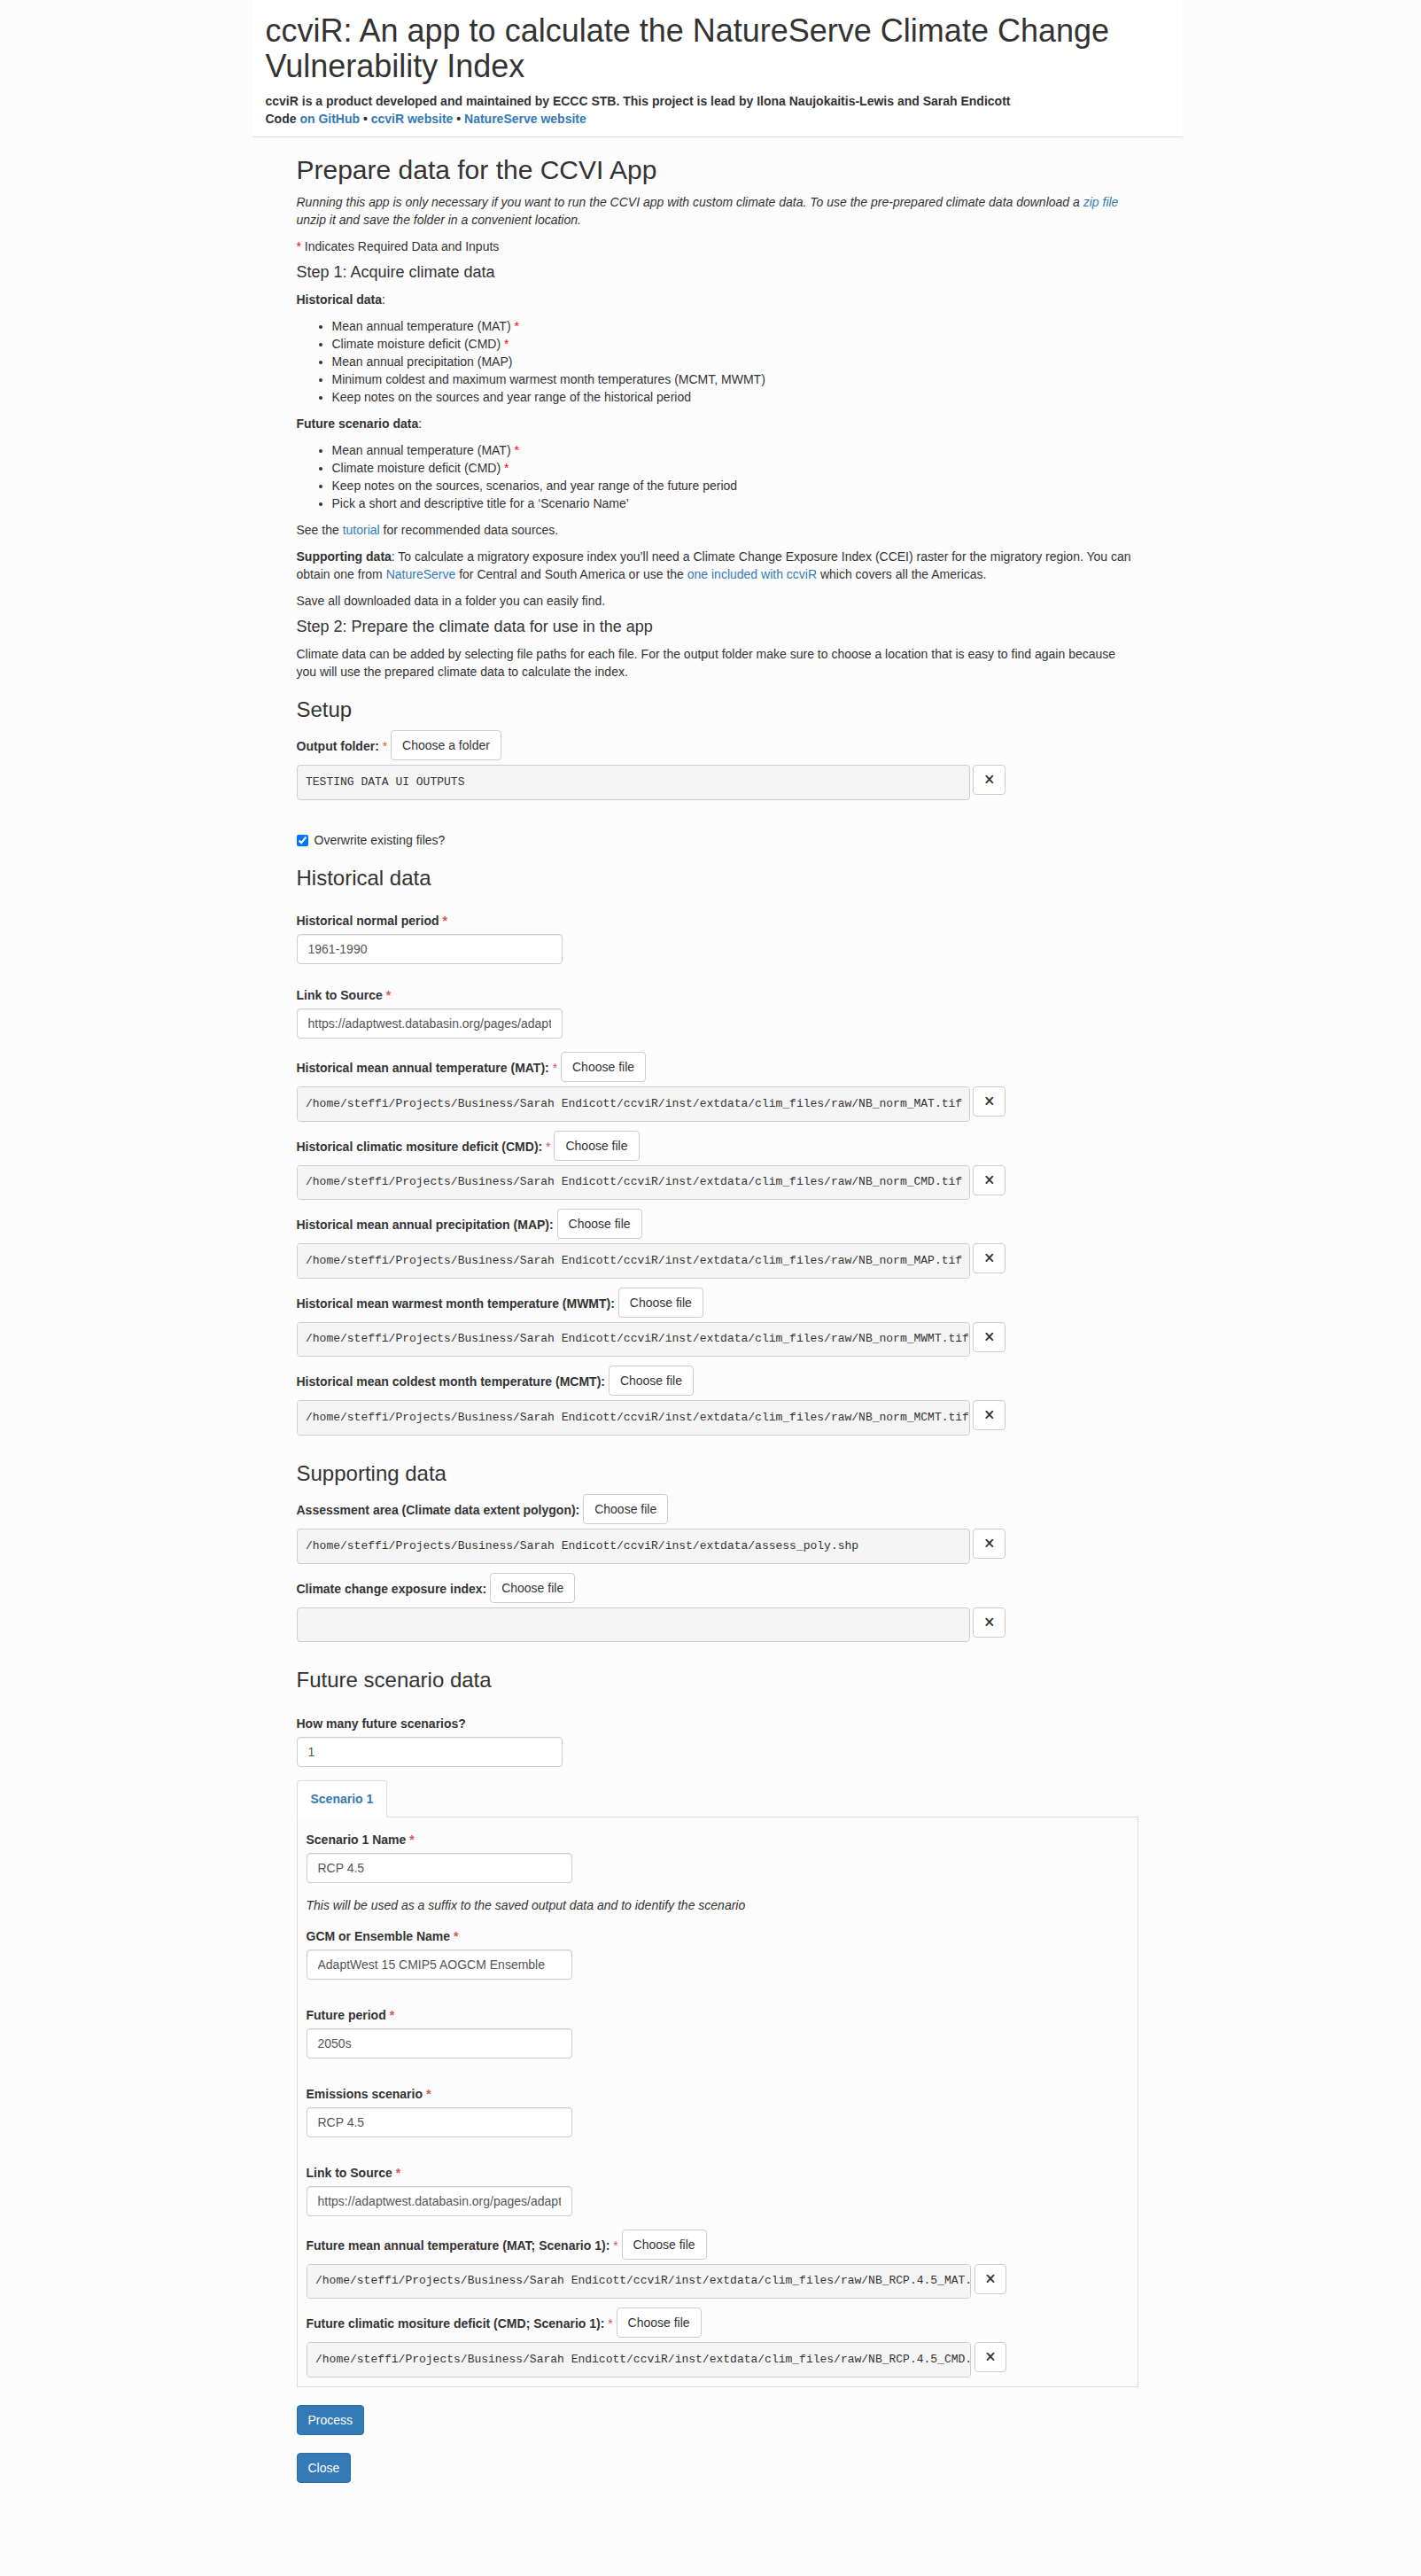 ccviR: An app to calculate the NatureServe Climate Change
Vulnerability Index
ccviR is a product developed and maintained by ECCC STB. This project is lead by Ilona Naujokaitis-Lewis and Sarah Endicott
Code on GitHub • ccviR website • NatureServe website
Prepare data for the CCVI App
Running this app is only necessary if you want to run the CCVI app with custom climate data. To use the pre-prepared climate data download a zip file
unzip it and save the folder in a convenient location.
* Indicates Required Data and Inputs
Step 1: Acquire climate data
Historical data:
• Mean annual temperature (MAT) *
• Climate moisture deficit (CMD) *
• Mean annual precipitation (MAP)
• Minimum coldest and maximum warmest month temperatures (MCMT, MWMT)
• Keep notes on the sources and year range of the historical period
Future scenario data:
• Mean annual temperature (MAT) *
• Climate moisture deficit (CMD) *
• Keep notes on the sources, scenarios, and year range of the future period
• Pick a short and descriptive title for a ‘Scenario Name’
See the tutorial for recommended data sources.
Supporting data: To calculate a migratory exposure index you’ll need a Climate Change Exposure Index (CCEI) raster for the migratory region. You can
obtain one from NatureServe for Central and South America or use the one included with ccviR which covers all the Americas.
Save all downloaded data in a folder you can easily find.
Step 2: Prepare the climate data for use in the app
Climate data can be added by selecting file paths for each file. For the output folder make sure to choose a location that is easy to find again because
you will use the prepared climate data to calculate the index.
Setup
Output folder: * Choose a folder
TESTING DATA UI OUTPUTS ×
Overwrite existing files?
Historical data
Historical normal period *
1961-1990
Link to Source *
https://adaptwest.databasin.org/pages/adapt
Historical mean annual temperature (MAT): * Choose file
/home/steffi/Projects/Business/Sarah Endicott/ccviR/inst/extdata/clim_files/raw/NB_norm_MAT.tif ×
Historical climatic mositure deficit (CMD): * Choose file
/home/steffi/Projects/Business/Sarah Endicott/ccviR/inst/extdata/clim_files/raw/NB_norm_CMD.tif ×
Historical mean annual precipitation (MAP): Choose file
/home/steffi/Projects/Business/Sarah Endicott/ccviR/inst/extdata/clim_files/raw/NB_norm_MAP.tif ×
Historical mean warmest month temperature (MWMT): Choose file
/home/steffi/Projects/Business/Sarah Endicott/ccviR/inst/extdata/clim_files/raw/NB_norm_MWMT.tif ×
Historical mean coldest month temperature (MCMT): Choose file
/home/steffi/Projects/Business/Sarah Endicott/ccviR/inst/extdata/clim_files/raw/NB_norm_MCMT.tif ×
Supporting data
Assessment area (Climate data extent polygon): Choose file
/home/steffi/Projects/Business/Sarah Endicott/ccviR/inst/extdata/assess_poly.shp ×
Climate change exposure index: Choose file
×
Future scenario data
How many future scenarios?
1
Scenario 1
Scenario 1 Name *
RCP 4.5
This will be used as a suffix to the saved output data and to identify the scenario
GCM or Ensemble Name *
AdaptWest 15 CMIP5 AOGCM Ensemble
Future period *
2050s
Emissions scenario *
RCP 4.5
Link to Source *
https://adaptwest.databasin.org/pages/adapt
Future mean annual temperature (MAT; Scenario 1): * Choose file
/home/steffi/Projects/Business/Sarah Endicott/ccviR/inst/extdata/clim_files/raw/NB_RCP.4.5_MAT. ×
Future climatic mositure deficit (CMD; Scenario 1): * Choose file
/home/steffi/Projects/Business/Sarah Endicott/ccviR/inst/extdata/clim_files/raw/NB_RCP.4.5_CMD. ×
Process
Close